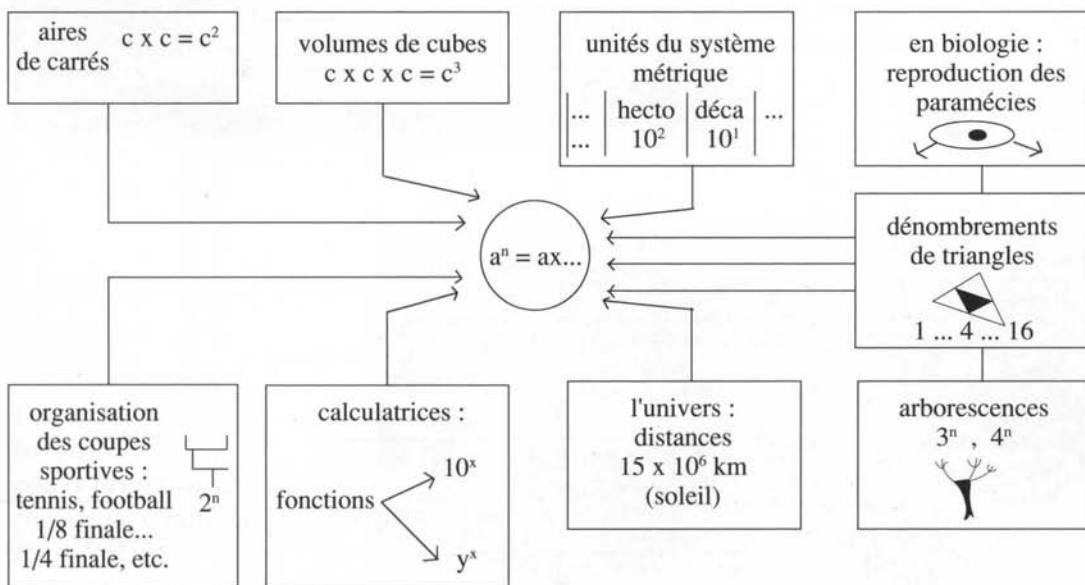 aires
de carrés
c x c = c²
volumes de cubes
c x c x c = c³
unités du système
métrique
... hecto déca ...
... 10² 10¹
en biologie :
reproduction des
paramécies
aⁿ = ax...
dénombrements
de triangles
1 ... 4 ... 16
organisation
des coupes
sportives :
tennis, football
2ⁿ
1/8 finale...
1/4 finale, etc.
calculatrices :
10ˣ
fonctions
yˣ
l'univers :
distances
15 x 10⁶ km
(soleil)
arborescences
3ⁿ , 4ⁿ